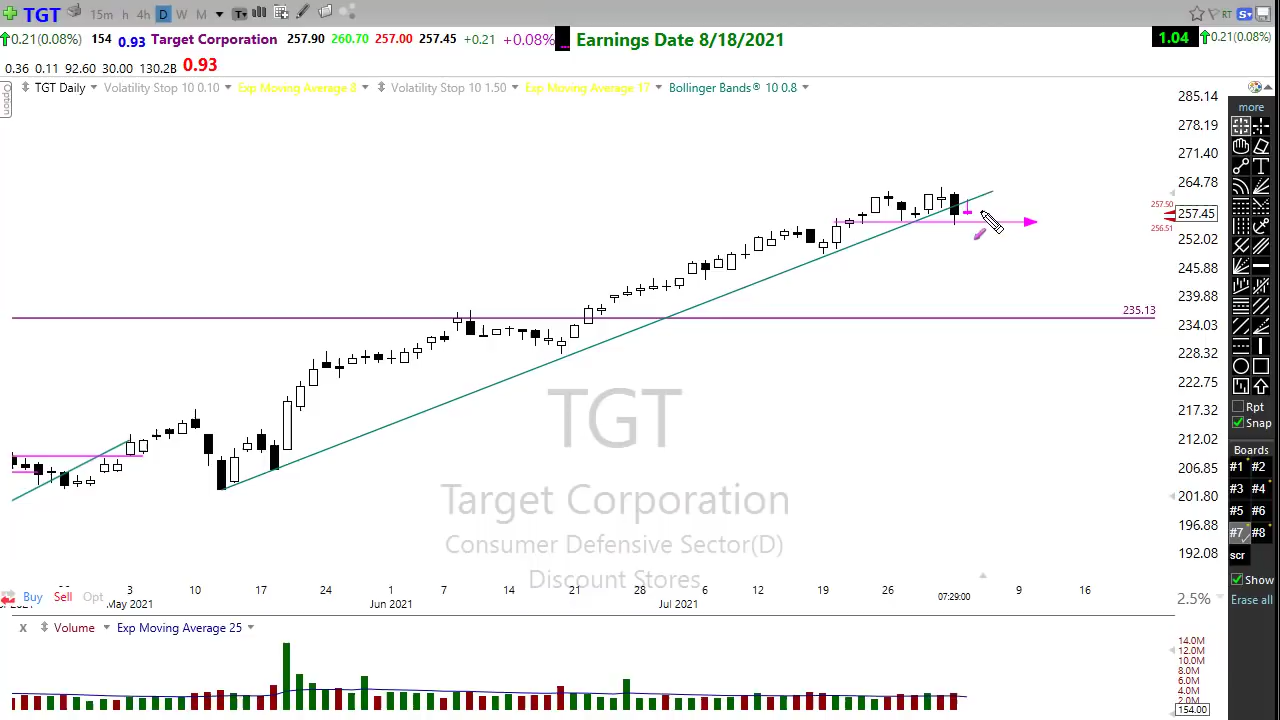 TGT 15m h 4h D W M T RT S
0.21(0.08%) 154 0.93 Target Corporation 257.90 260.70 257.00 257.45 +0.21 +0.08% ... Earnings Date 8/18/2021 1.04 0.21(0.08%)
0.36 0.11 92.60 30.00 130.2B 0.93
Option
TGT Daily Volatility Stop 10 0.10 Exp Moving Average 8 Volatility Stop 10 1.50 Exp Moving Average 17 Bollinger Bands® 10 0.8
285.14
278.19
271.40
264.78
257.50
257.45
256.51
252.02
245.88
239.88
235.13
234.03
228.32
222.75
217.32
212.02
206.85
201.80
196.88
192.08
TGT
Target Corporation
Consumer Defensive Sector(D)
Discount Stores
3 10 17 24 1 7 14 21 28 6 12 19 26 07:29:00 9 16
May 2021 Jun 2021 Jul 2021
Buy Sell Opt
2.5%
X Volume Exp Moving Average 25
14.0M
12.0M
10.0M
8.0M
6.0M
4.0M
2.0M
154.00
more
T
Rpt
Snap
Boards
#1 #2
#3 #4
#5 #6
#7 #8
scr
Show
Erase all